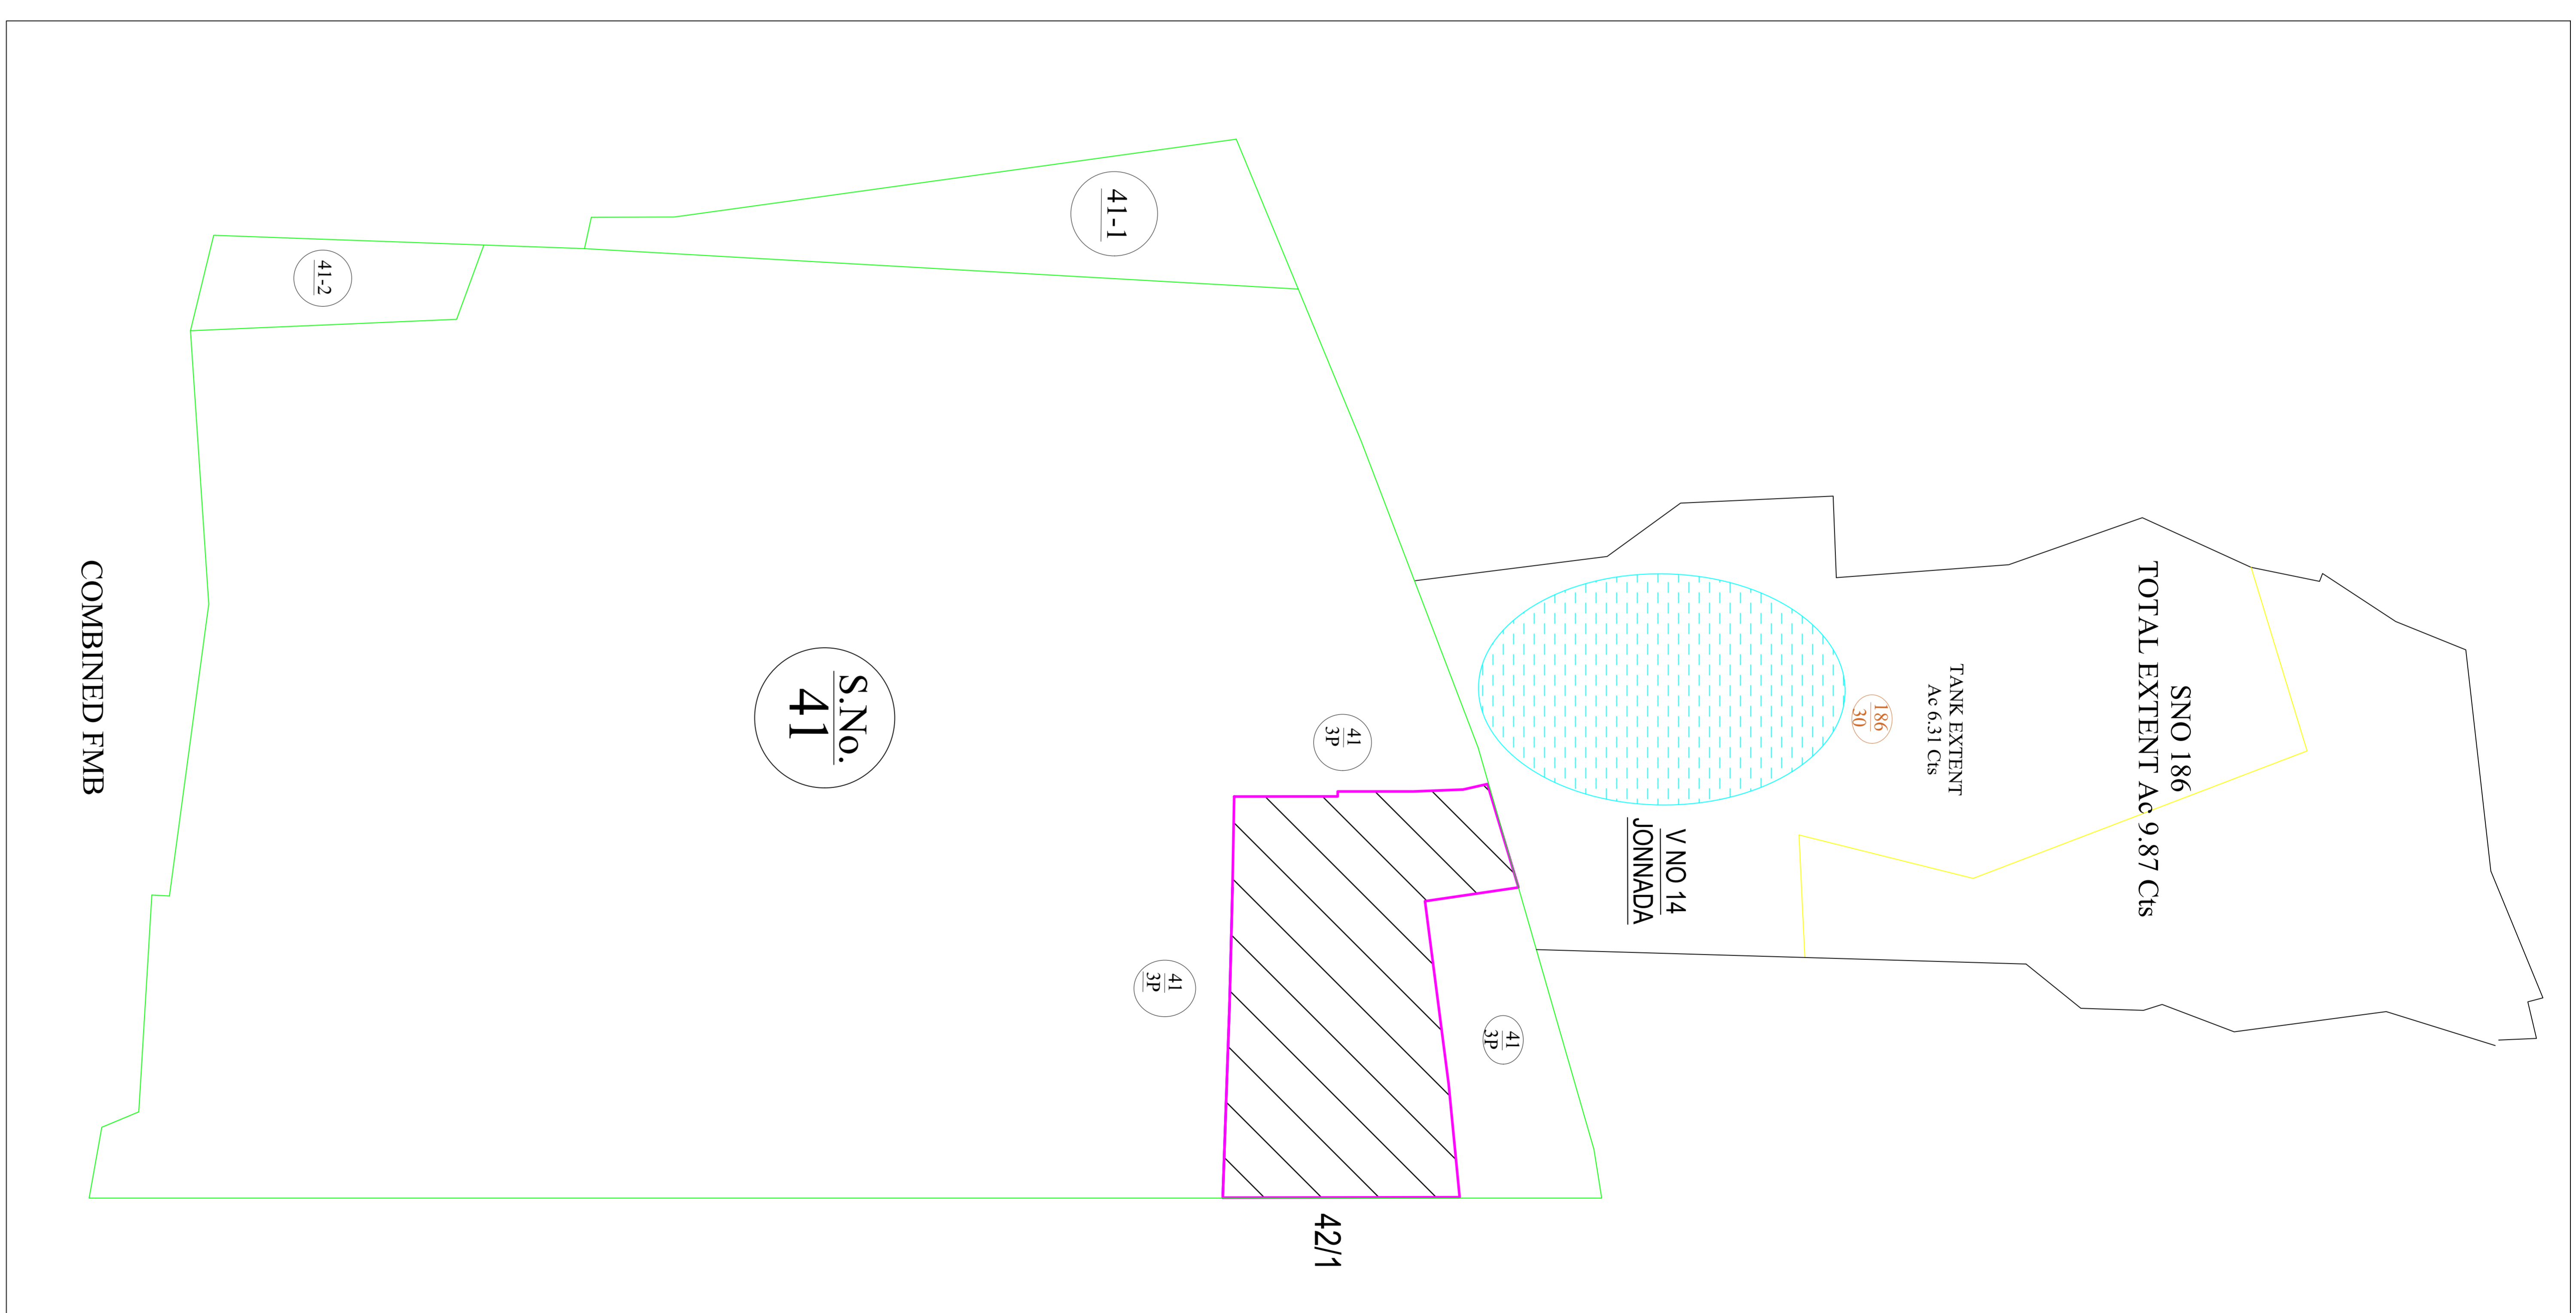 SNO 186
TOTAL EXTENT Ac 9.87 Cts
TANK EXTENT
Ac 6.31 Cts
186
30
V NO 14
JONNADA
41
3P
42/1
41
3P
41
3P
41-1
S.No.
41
41-2
COMBINED FMB